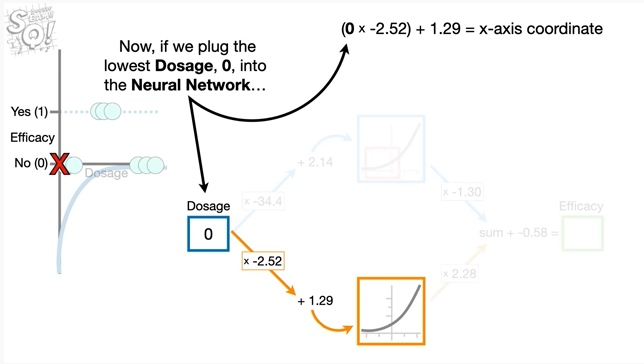 StatQuest!
(0 x -2.52) + 1.29 = x-axis coordinate
Now, if we plug the
lowest Dosage, 0, into
the Neural Network…
Yes (1)
Efficacy
No (0)
Dosage
+ 2.14
x -34.4
x -1.30
Dosage
0
Efficacy
sum + -0.58 =
x -2.52
x 2.28
+ 1.29